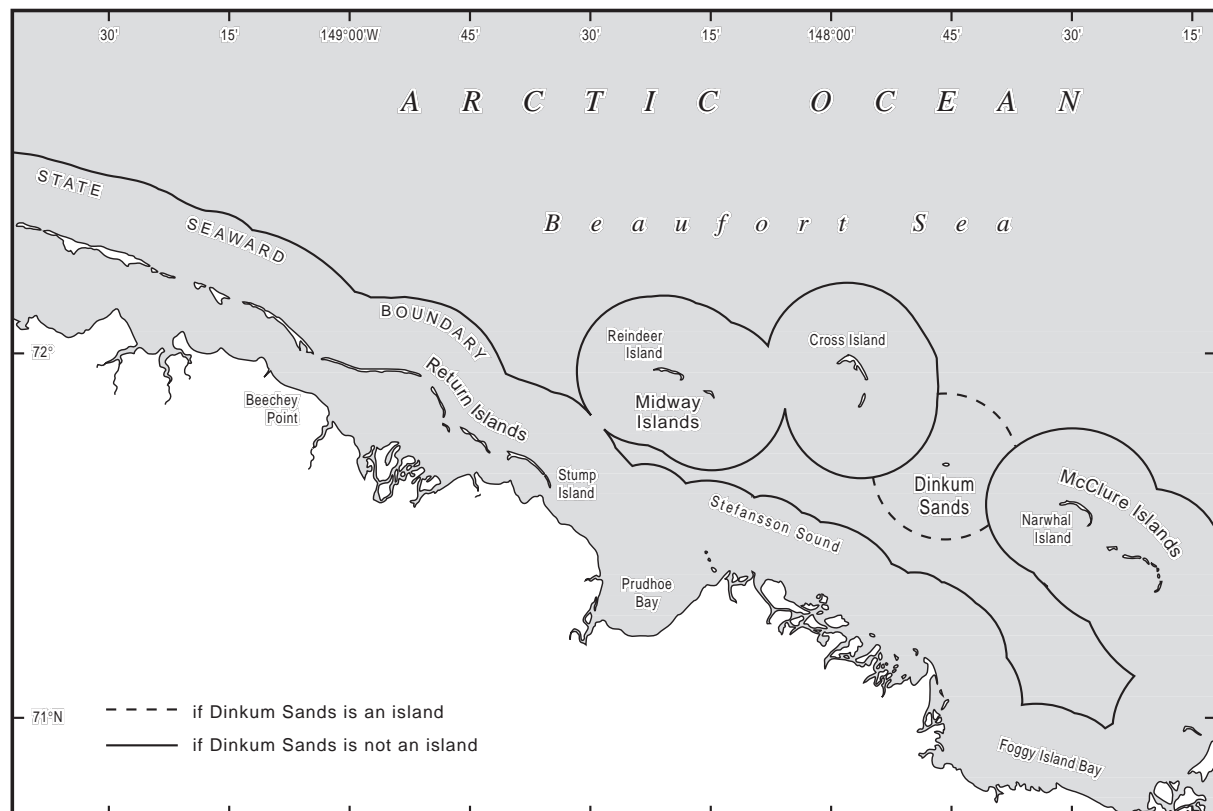 30' 15' 149°00'W 45' 30' 15' 148°00' 45' 30' 15'
ARCTIC OCEAN
STATE
SEAWARD
BOUNDARY
Beaufort Sea
Reindeer
Island
Cross Island
72°
Return Islands
Midway
Islands
Beechey
Point
Stump
Island
Dinkum
Sands
McClure Islands
Stefansson Sound
Narwhal
Island
Prudhoe
Bay
71°N
if Dinkum Sands is an island
if Dinkum Sands is not an island
Foggy Island Bay